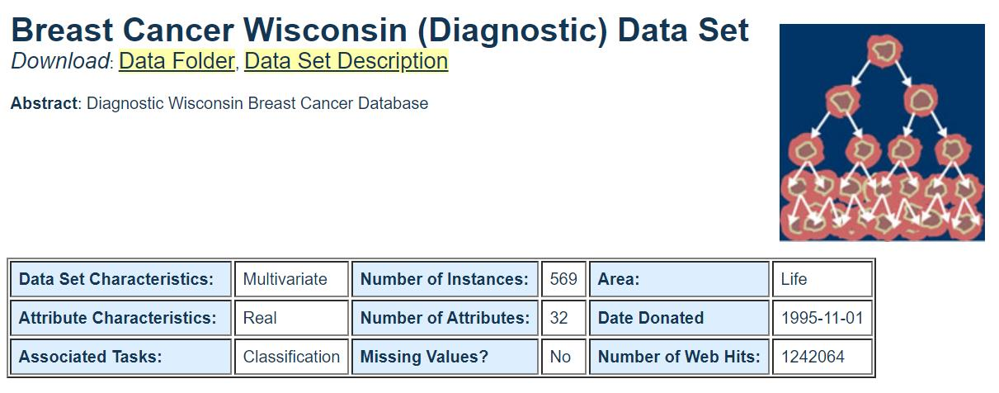 Breast Cancer Wisconsin (Diagnostic) Data Set
Download: Data Folder, Data Set Description
Abstract: Diagnostic Wisconsin Breast Cancer Database
Data Set Characteristics: Multivariate Number of Instances: 569 Area: Life
Attribute Characteristics: Real Number of Attributes: 32 Date Donated 1995-11-01
Associated Tasks: Classification Missing Values? No Number of Web Hits: 1242064